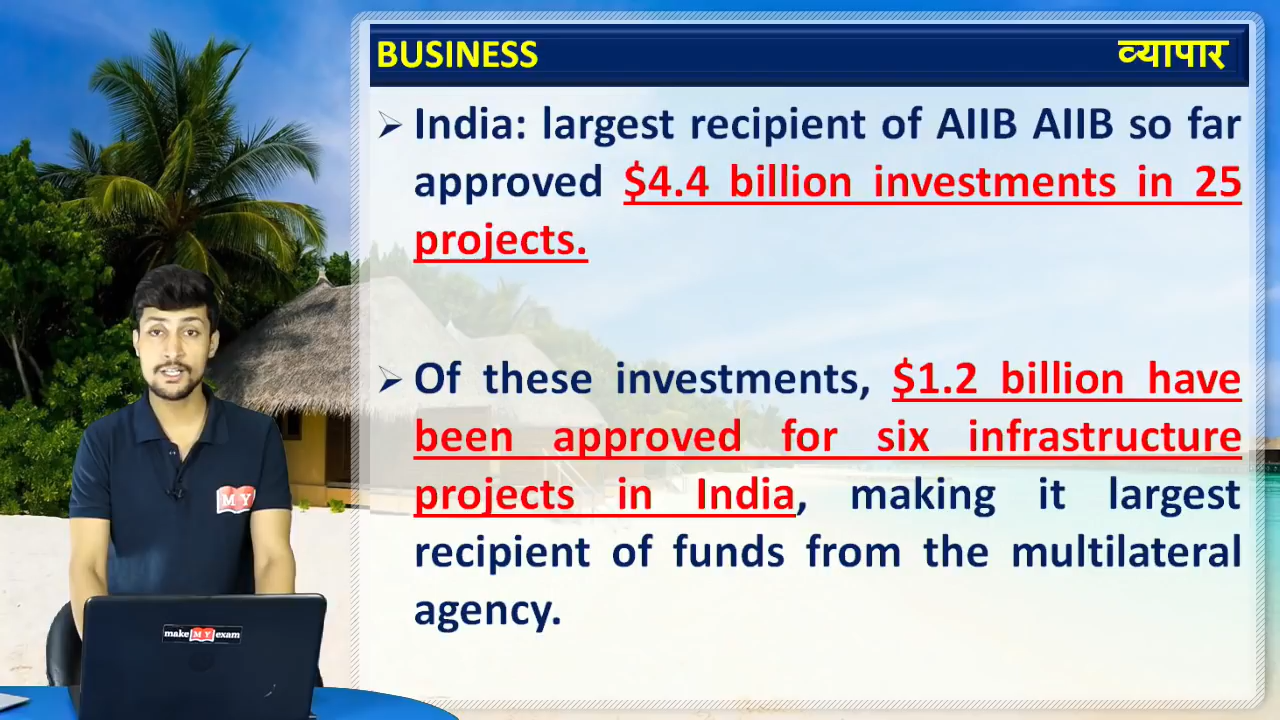 BUSINESS व्यापार
➢ India: largest recipient of AIIB AIIB so far
approved $4.4 billion investments in 25
projects.
➢ Of these investments, $1.2 billion have
been approved for six infrastructure
projects in India, making it largest
recipient of funds from the multilateral
agency.
M Y
make MY exam